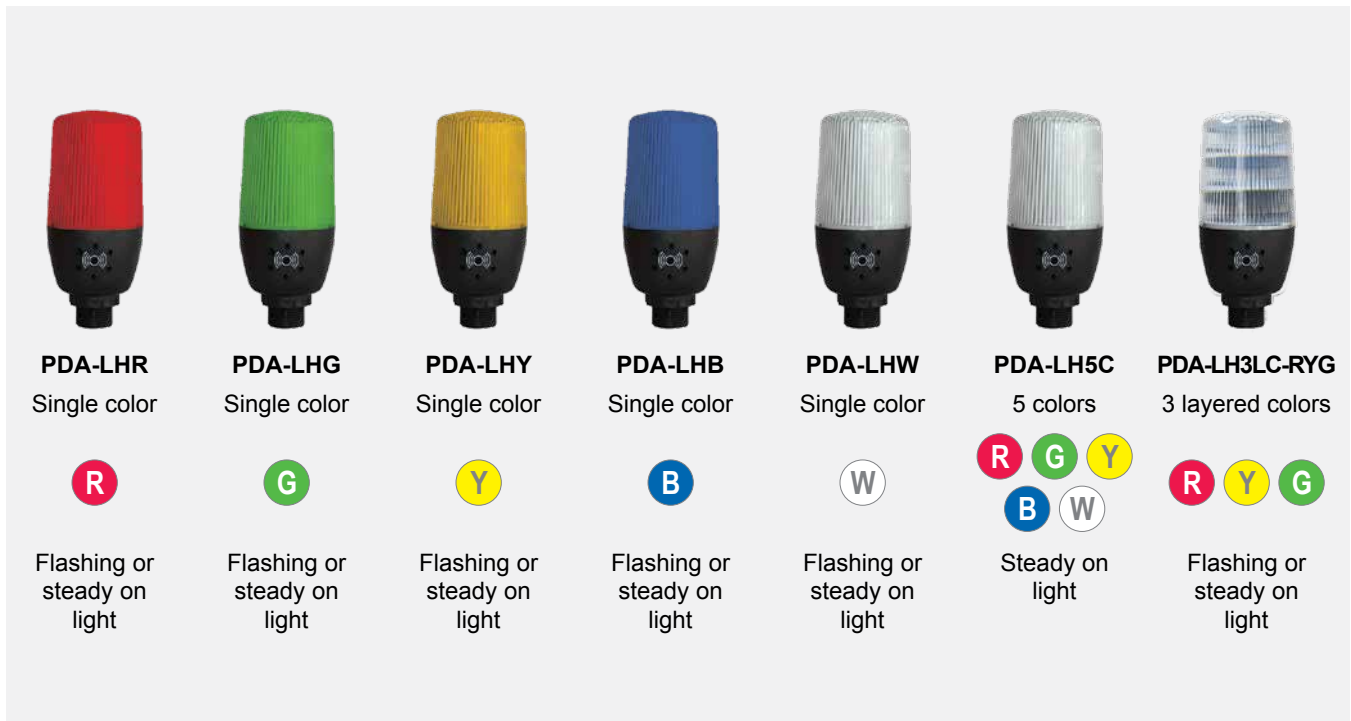 PDA-LHR
Single color
R
Flashing or
steady on
light
PDA-LHG
Single color
G
Flashing or
steady on
light
PDA-LHY
Single color
Y
Flashing or
steady on
light
PDA-LHB
Single color
B
Flashing or
steady on
light
PDA-LHW
Single color
W
Flashing or
steady on
light
PDA-LH5C
5 colors
R G Y
B W
Steady on
light
PDA-LH3LC-RYG
3 layered colors
R Y G
Flashing or
steady on
light